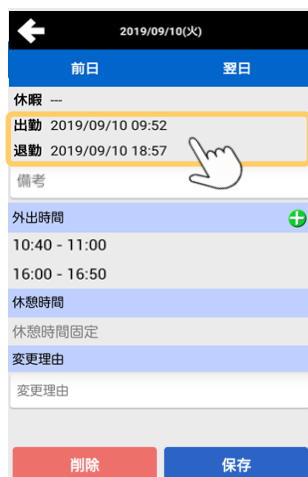 2019/09/10(火)
前日 翌日
休暇 ---
出勤 2019/09/10 09:52
退勤 2019/09/10 18:57
備考
外出時間
10:40 - 11:00
16:00 - 16:50
休憩時間
休憩時間固定
変更理由
変更理由
削除 保存